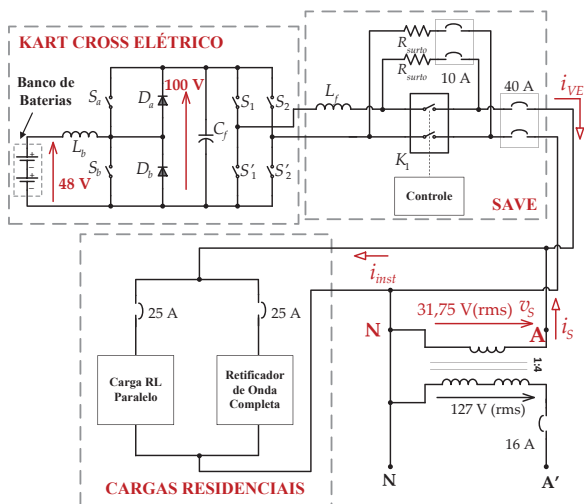 KART CROSS ELÉTRICO
Banco de
Baterias
48 V
L_b
S_a
S_b
D_a
D_b
100 V
C_f
S_1
S_2
S'_1
S'_2
L_f
R_surto
R_surto
10 A
40 A
K_1
Controle
SAVE
i_VE
i_inst
25 A
25 A
Carga RL
Paralelo
Retificador
de Onda
Completa
CARGAS RESIDENCIAIS
31,75 V(rms) v_S
N
A
i_S
1:4
127 V (rms)
16 A
N
A'